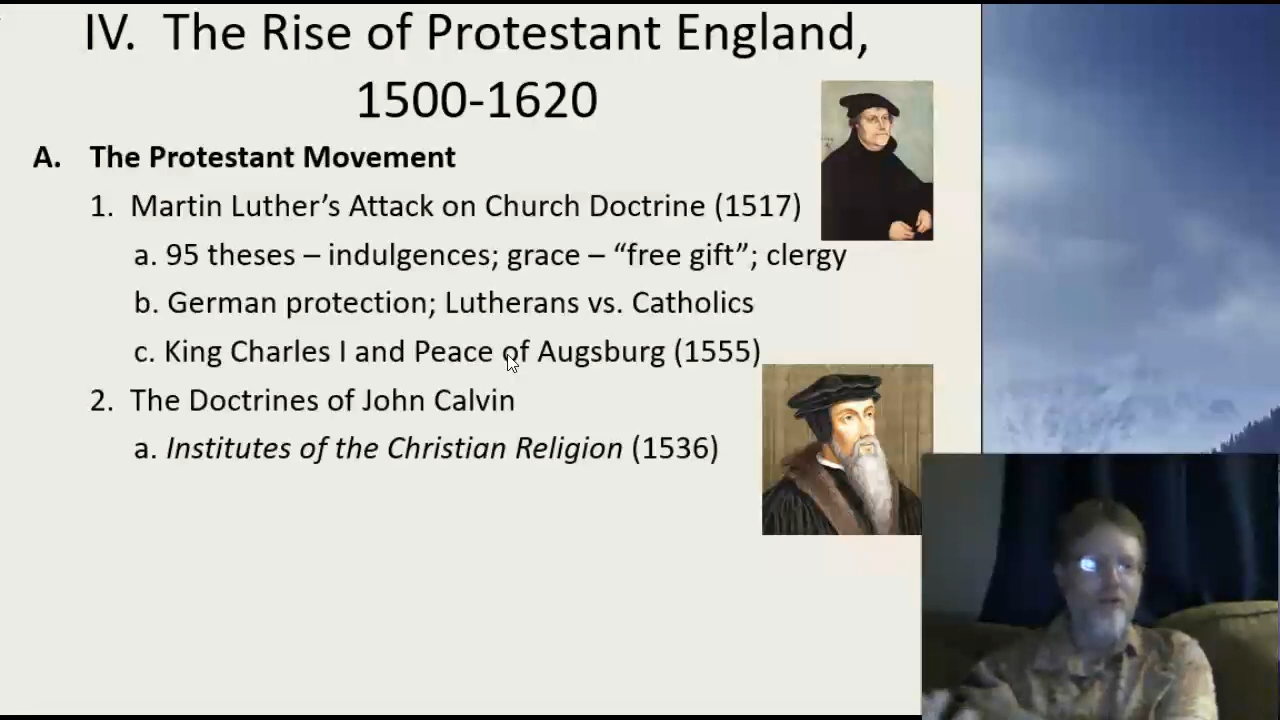 IV. The Rise of Protestant England,
1500-1620
A. The Protestant Movement
1. Martin Luther’s Attack on Church Doctrine (1517)
a. 95 theses – indulgences; grace – “free gift”; clergy
b. German protection; Lutherans vs. Catholics
c. King Charles I and Peace of Augsburg (1555)
2. The Doctrines of John Calvin
a. Institutes of the Christian Religion (1536)